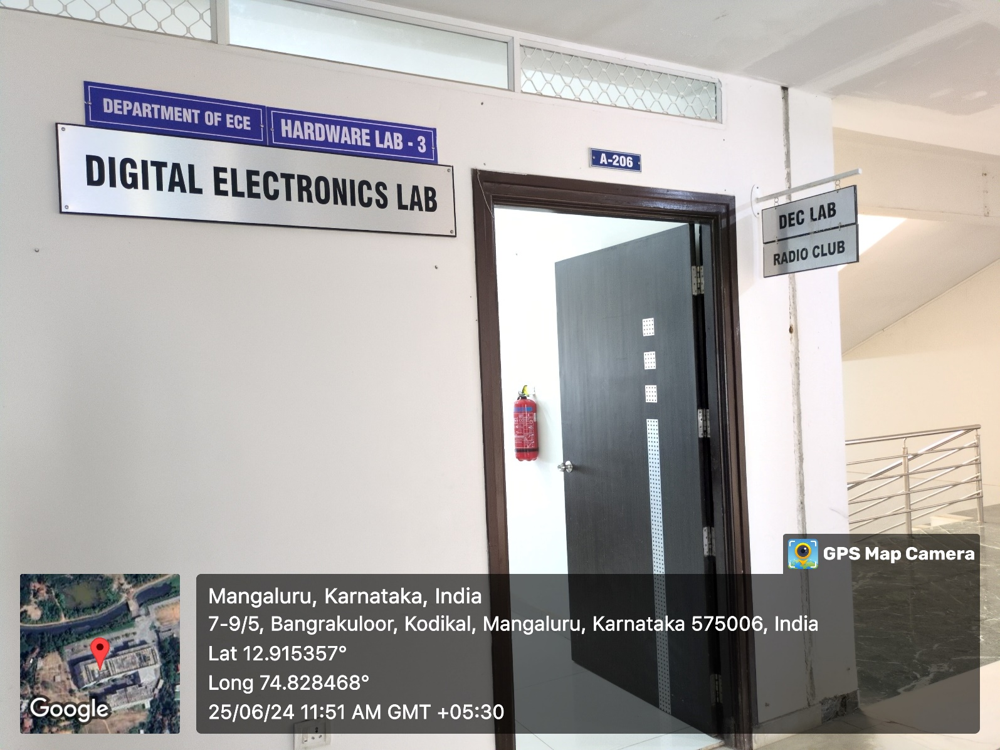 DEPARTMENT OF ECE
HARDWARE LAB - 3
DIGITAL ELECTRONICS LAB
A-206
DEC LAB
RADIO CLUB
GPS Map Camera
Mangaluru, Karnataka, India
7-9/5, Bangrakuloor, Kodikal, Mangaluru, Karnataka 575006, India
Lat 12.915357°
Long 74.828468°
25/06/24 11:51 AM GMT +05:30
Google